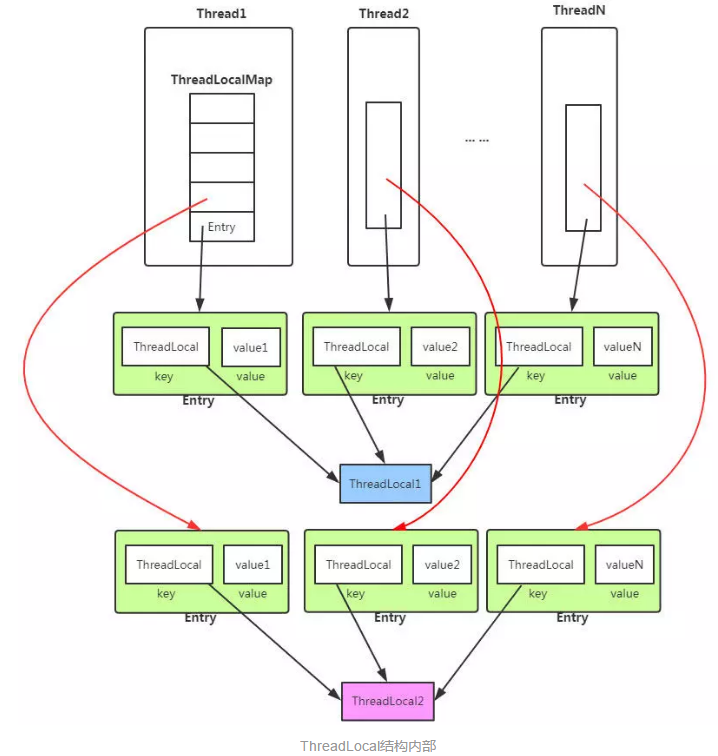 Thread1 Thread2 ThreadN
ThreadLocalMap
... ...
Entry
ThreadLocal value1 ThreadLocal value2 ThreadLocal valueN
key value key value key value
Entry Entry Entry
ThreadLocal1
ThreadLocal value1 ThreadLocal value2 ThreadLocal valueN
key value key value key value
Entry Entry Entry
ThreadLocal2
ThreadLocal结构内部